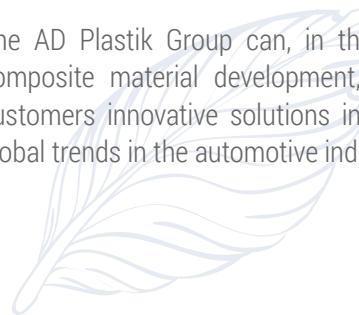 he AD Plastik Group can, in th
omposite material development,
ustomers innovative solutions in
obal trends in the automotive ind